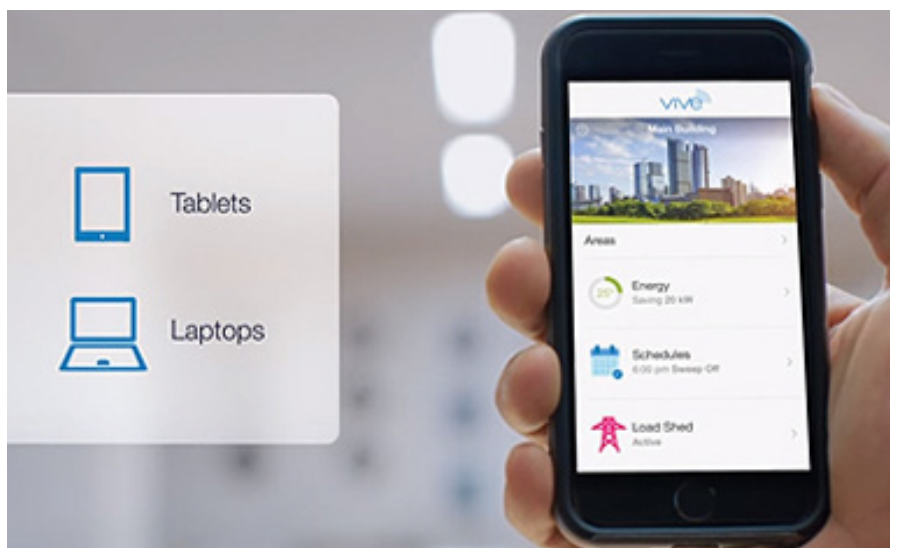 Tablets
Laptops
vive
Main Building
Areas
Energy
Saving 20 kW
Schedules
6:00 pm Sweep Off
Load Shed
Active